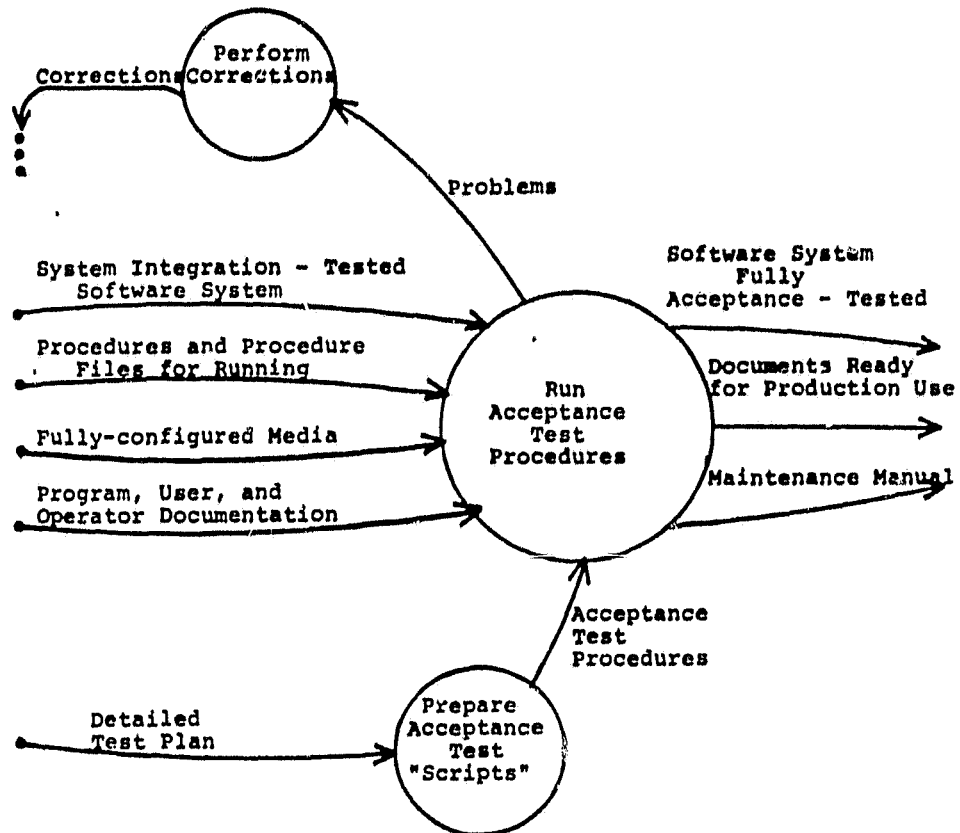 Perform
Corrections
Corrections
Problems
System Integration - Tested
Software System
Procedures and Procedure
Files for Running
Fully-configured Media
Program, User, and
Operator Documentation
Run
Acceptance
Test
Procedures
Software System
Fully
Acceptance - Tested
Documents Ready
for Production Use
Maintenance Manual
Acceptance
Test
Procedures
Detailed
Test Plan
Prepare
Acceptance
Test
"Scripts"